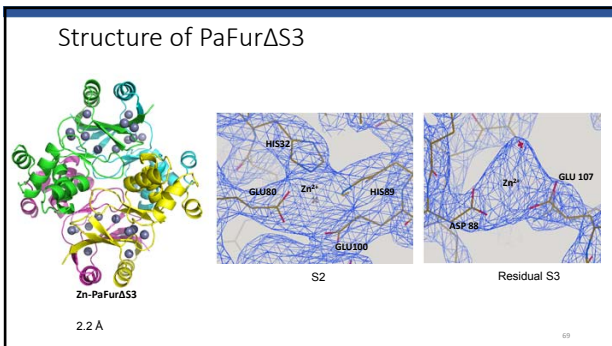 Structure of PaFurΔS3
HIS32
Zn²⁺
GLU80
HIS89
GLU100
S2
Zn²⁺
GLU 107
ASP 88
Residual S3
Zn-PaFurΔS3
2.2 Å
69